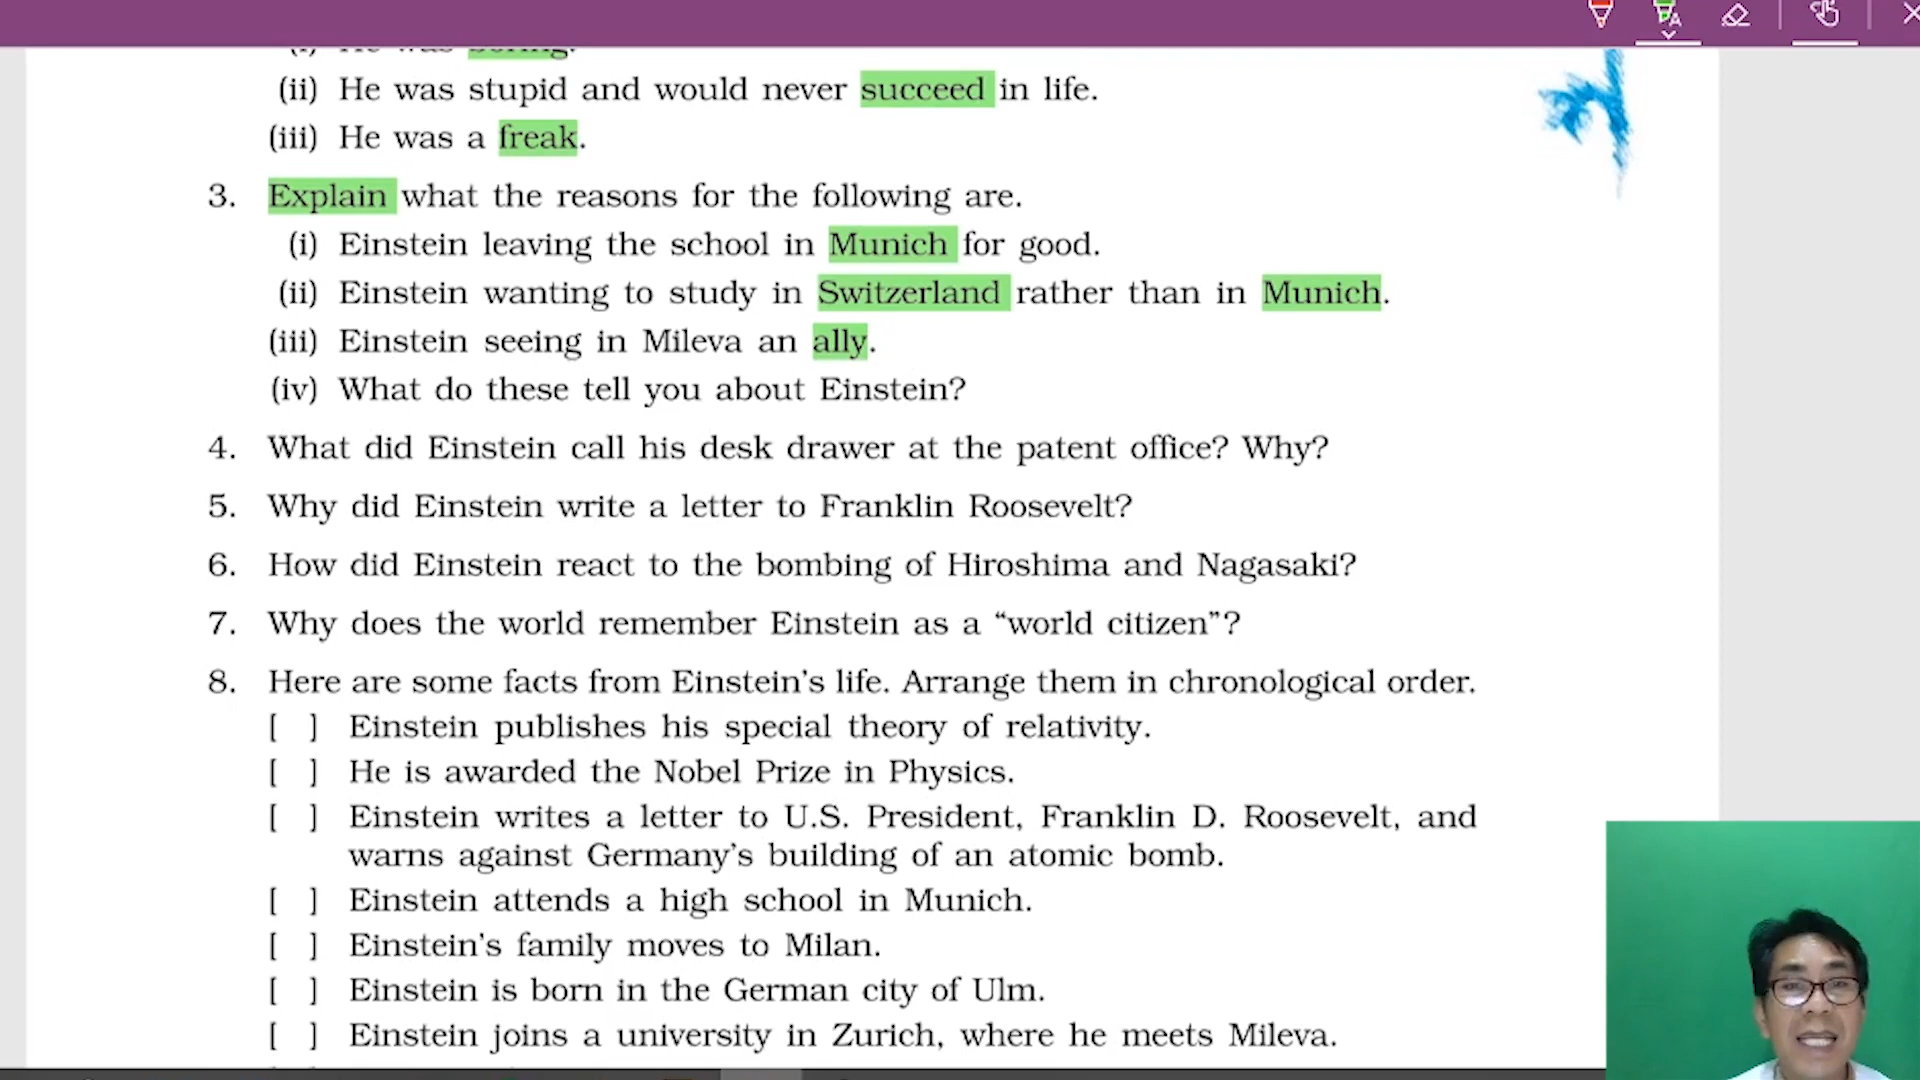 (i) He was boring.
(ii) He was stupid and would never succeed in life.
(iii) He was a freak.
3. Explain what the reasons for the following are.
(i) Einstein leaving the school in Munich for good.
(ii) Einstein wanting to study in Switzerland rather than in Munich.
(iii) Einstein seeing in Mileva an ally.
(iv) What do these tell you about Einstein?
4. What did Einstein call his desk drawer at the patent office? Why?
5. Why did Einstein write a letter to Franklin Roosevelt?
6. How did Einstein react to the bombing of Hiroshima and Nagasaki?
7. Why does the world remember Einstein as a “world citizen”?
8. Here are some facts from Einstein’s life. Arrange them in chronological order.
[ ] Einstein publishes his special theory of relativity.
[ ] He is awarded the Nobel Prize in Physics.
[ ] Einstein writes a letter to U.S. President, Franklin D. Roosevelt, and
warns against Germany’s building of an atomic bomb.
[ ] Einstein attends a high school in Munich.
[ ] Einstein’s family moves to Milan.
[ ] Einstein is born in the German city of Ulm.
[ ] Einstein joins a university in Zurich, where he meets Mileva.